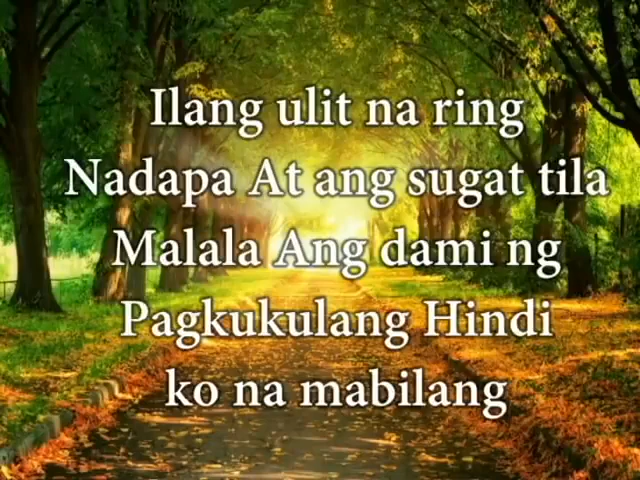 Ilang ulit na ring
Nadapa At ang sugat tila
Malala Ang dami ng
Pagkukulang Hindi
ko na mabilang